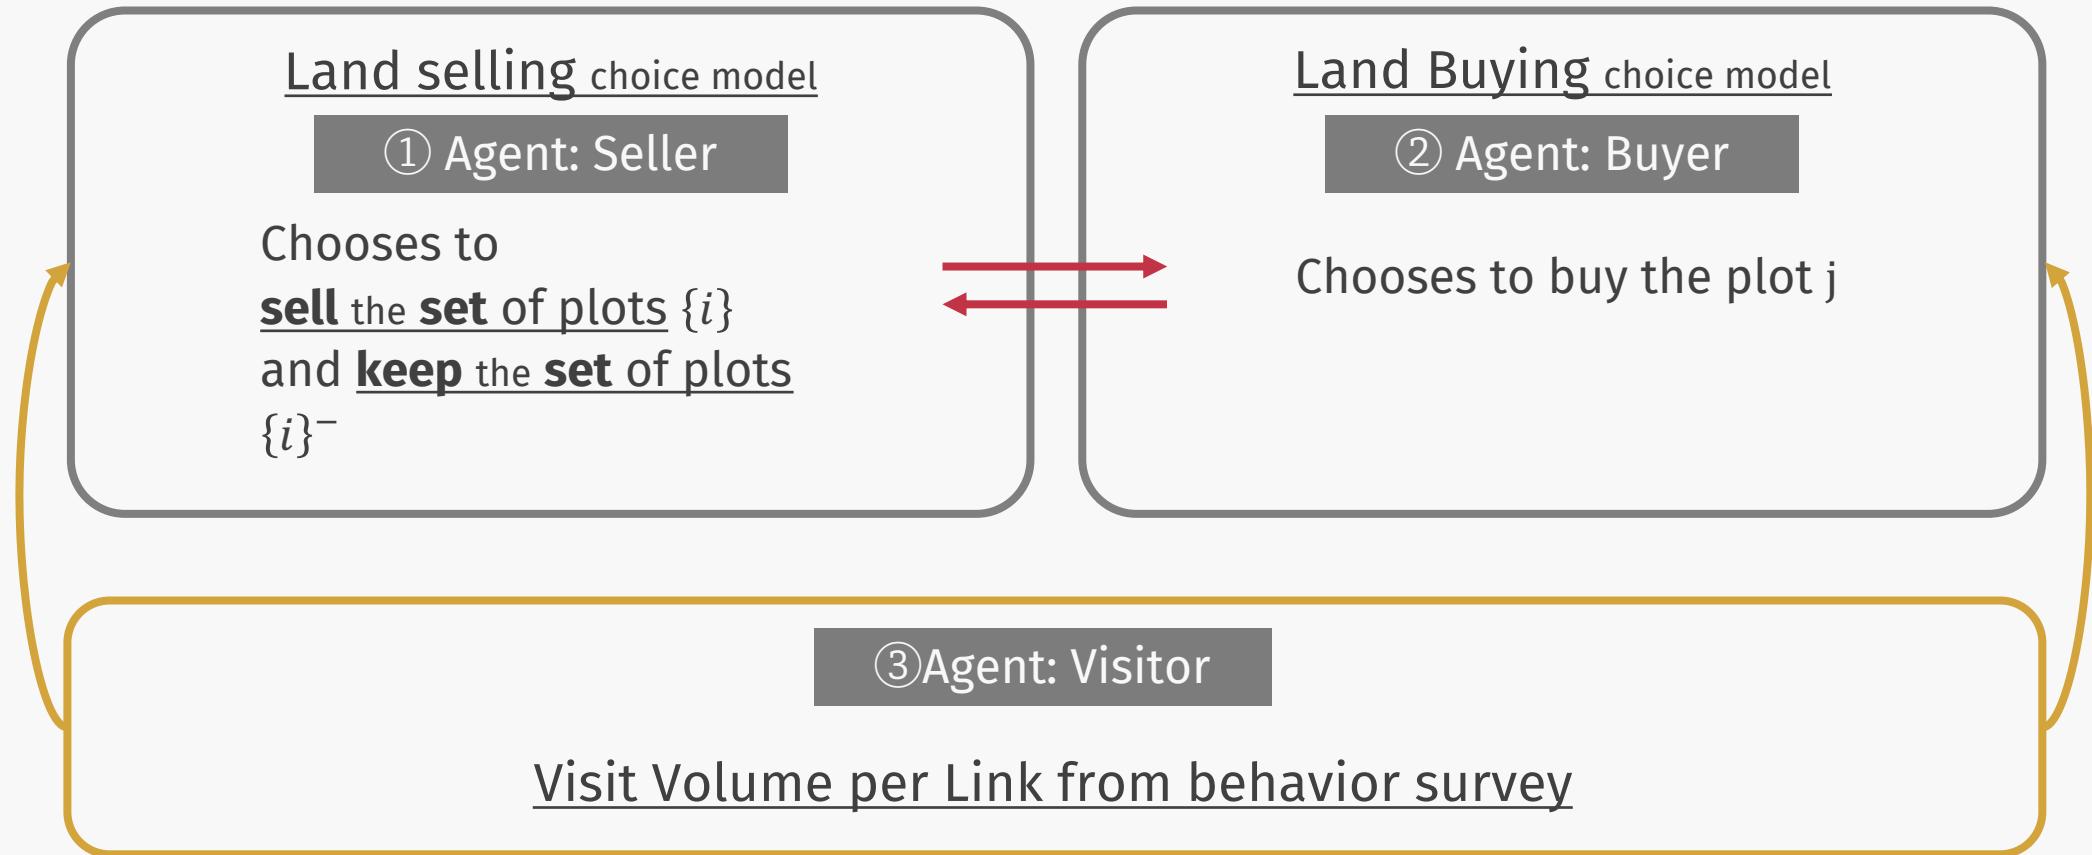 Land selling choice model
① Agent: Seller
Chooses to
sell the set of plots {i}
and keep the set of plots
{i}⁻
Land Buying choice model
② Agent: Buyer
Chooses to buy the plot j
③Agent: Visitor
Visit Volume per Link from behavior survey